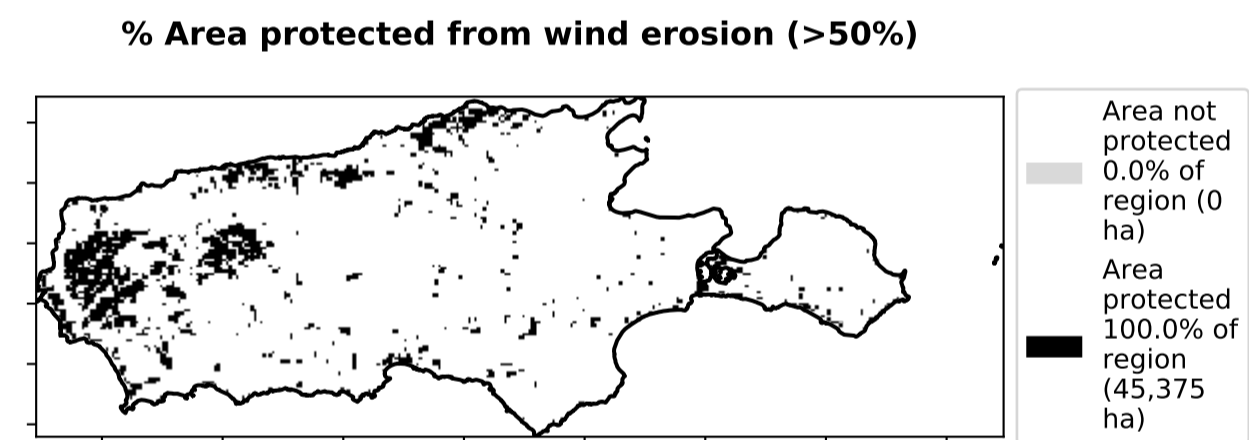 % Area protected from wind erosion (>50%)
Area not
protected
0.0% of
region (0
ha)
Area
protected
100.0% of
region
(45,375
ha)